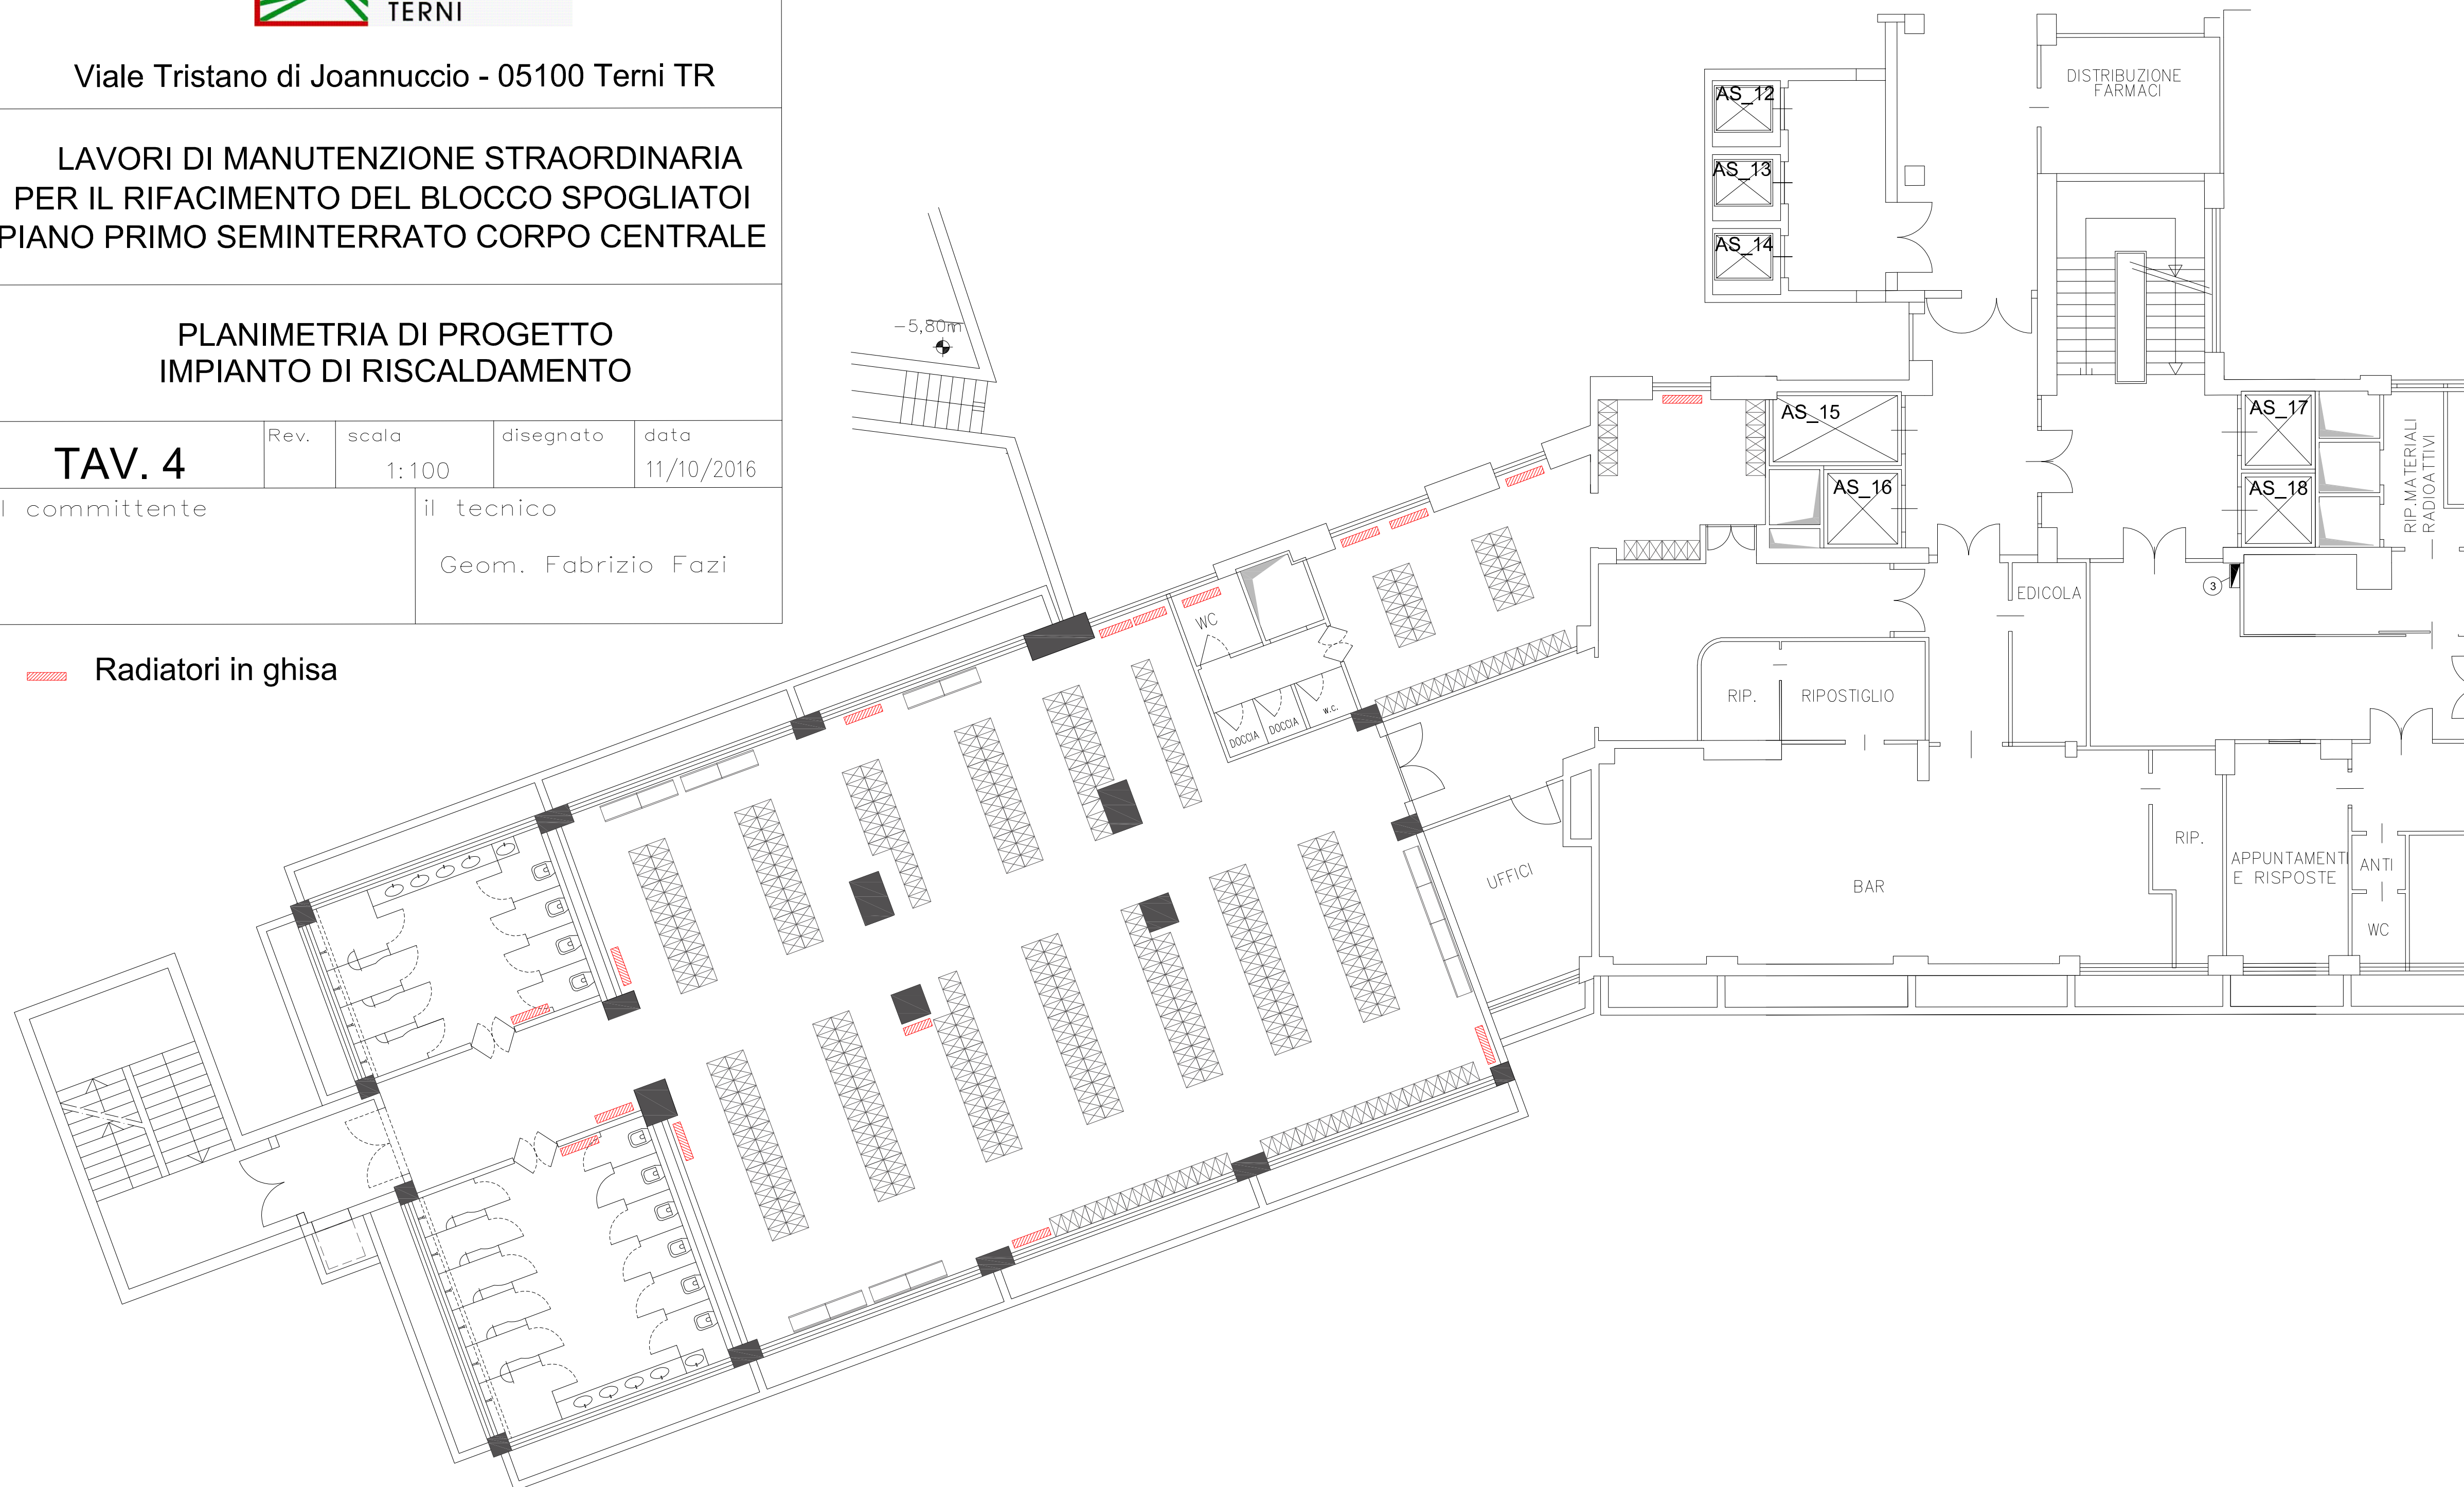 TERNI
Viale Tristano di Joannuccio - 05100 Terni TR
LAVORI DI MANUTENZIONE STRAORDINARIA
PER IL RIFACIMENTO DEL BLOCCO SPOGLIATOI
PIANO PRIMO SEMINTERRATO CORPO CENTRALE
PLANIMETRIA DI PROGETTO
IMPIANTO DI RISCALDAMENTO
TAV. 4
Rev.
scala
1:100
disegnato
data
11/10/2016
l committente
il tecnico
Geom. Fabrizio Fazi
Radiatori in ghisa
-5,80m
DISTRIBUZIONE
FARMACI
AS_12
AS_13
AS_14
AS_15
AS_16
AS_17
AS_18
RIP.MATERIALI
RADIOATTIVI
3
EDICOLA
WC
DOCCIA
DOCCIA
w.c.
RIP.
RIPOSTIGLIO
UFFICI
BAR
RIP.
APPUNTAMENTI
E RISPOSTE
ANTI
WC